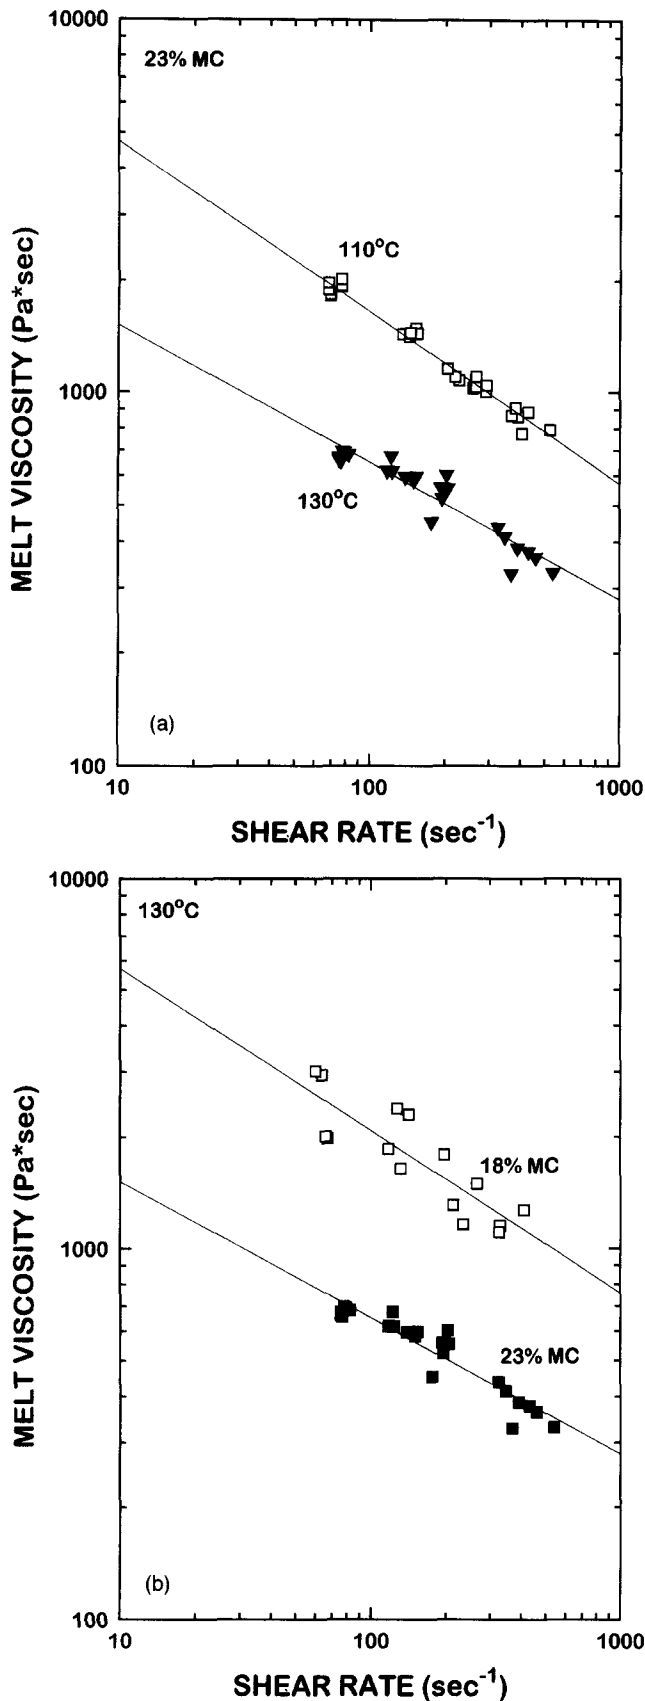 10000
23% MC
110°C
1000
130°C
(a)
100
10
100
1000
MELT VISCOSITY (Pa*sec)
SHEAR RATE (sec-1)
10000
130°C
18% MC
1000
23% MC
(b)
100
10
100
1000
MELT VISCOSITY (Pa*sec)
SHEAR RATE (sec-1)